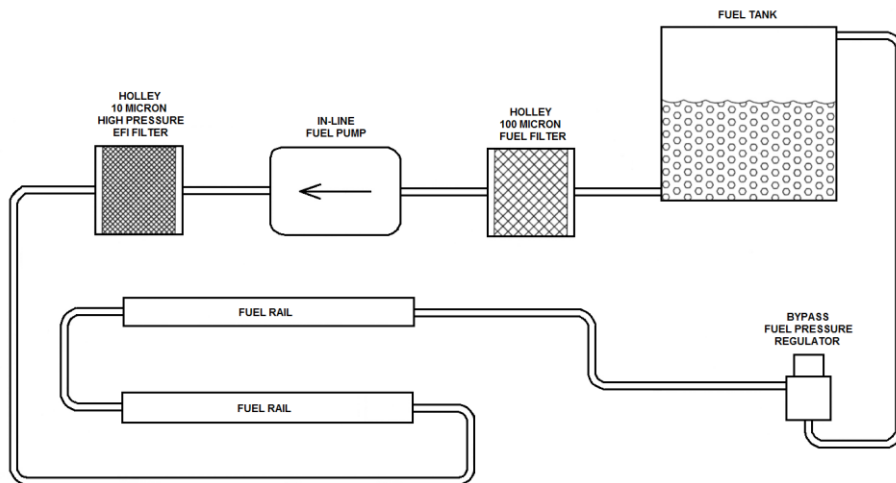 FUEL TANK
HOLLEY
10 MICRON
HIGH PRESSURE
EFI FILTER
IN-LINE
FUEL PUMP
HOLLEY
100 MICRON
FUEL FILTER
FUEL RAIL
BYPASS
FUEL PRESSURE
REGULATOR
FUEL RAIL